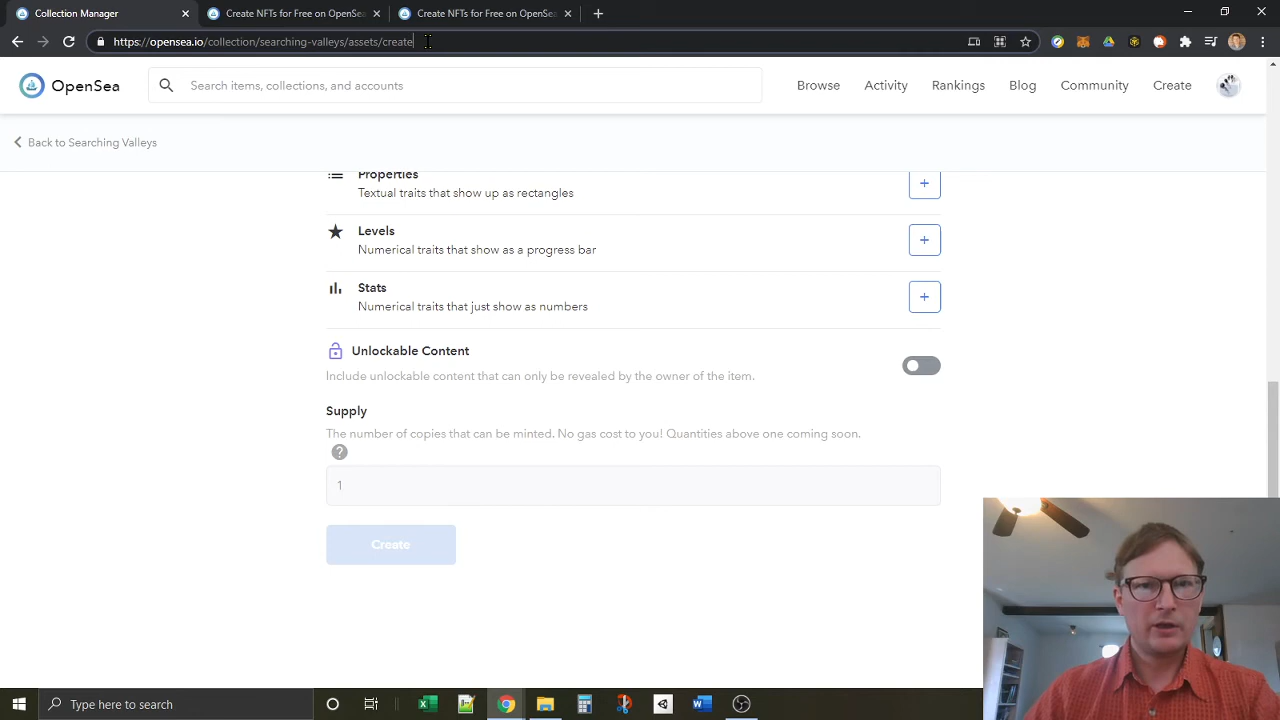 Collection Manager
Create NFTs for Free on OpenSea
Create NFTs for Free on OpenSea
https://opensea.io/collection/searching-valleys/assets/create
OpenSea
Search items, collections, and accounts
Browse
Activity
Rankings
Blog
Community
Create
Back to Searching Valleys
Properties
Textual traits that show up as rectangles
Levels
Numerical traits that show as a progress bar
Stats
Numerical traits that just show as numbers
Unlockable Content
Include unlockable content that can only be revealed by the owner of the item.
Supply
The number of copies that can be minted. No gas cost to you! Quantities above one coming soon.
?
1
Create
Type here to search